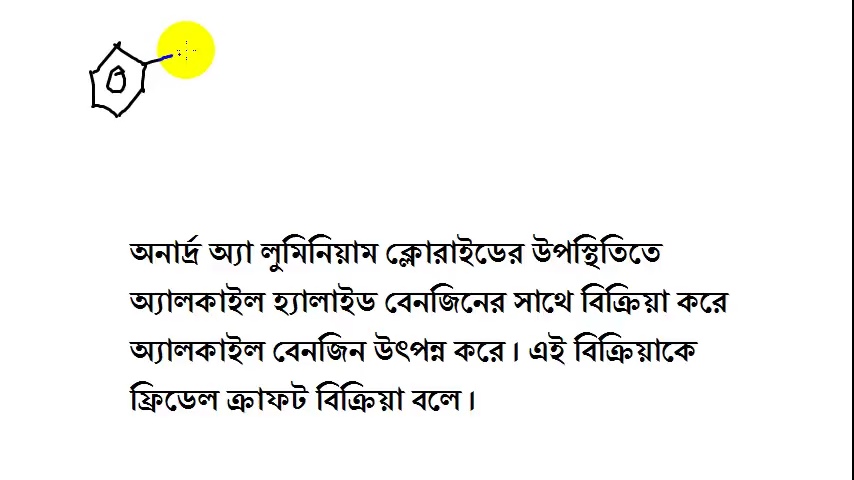 অনার্দ্র অ্যা লুমিনিয়াম ক্লোরাইডের উপস্থিতিতে
অ্যালকাইল হ্যালাইড বেনজিনের সাথে বিক্রিয়া করে
অ্যালকাইল বেনজিন উৎপন্ন করে। এই বিক্রিয়াকে
ফ্রিডেল ক্রাফট বিক্রিয়া বলে।